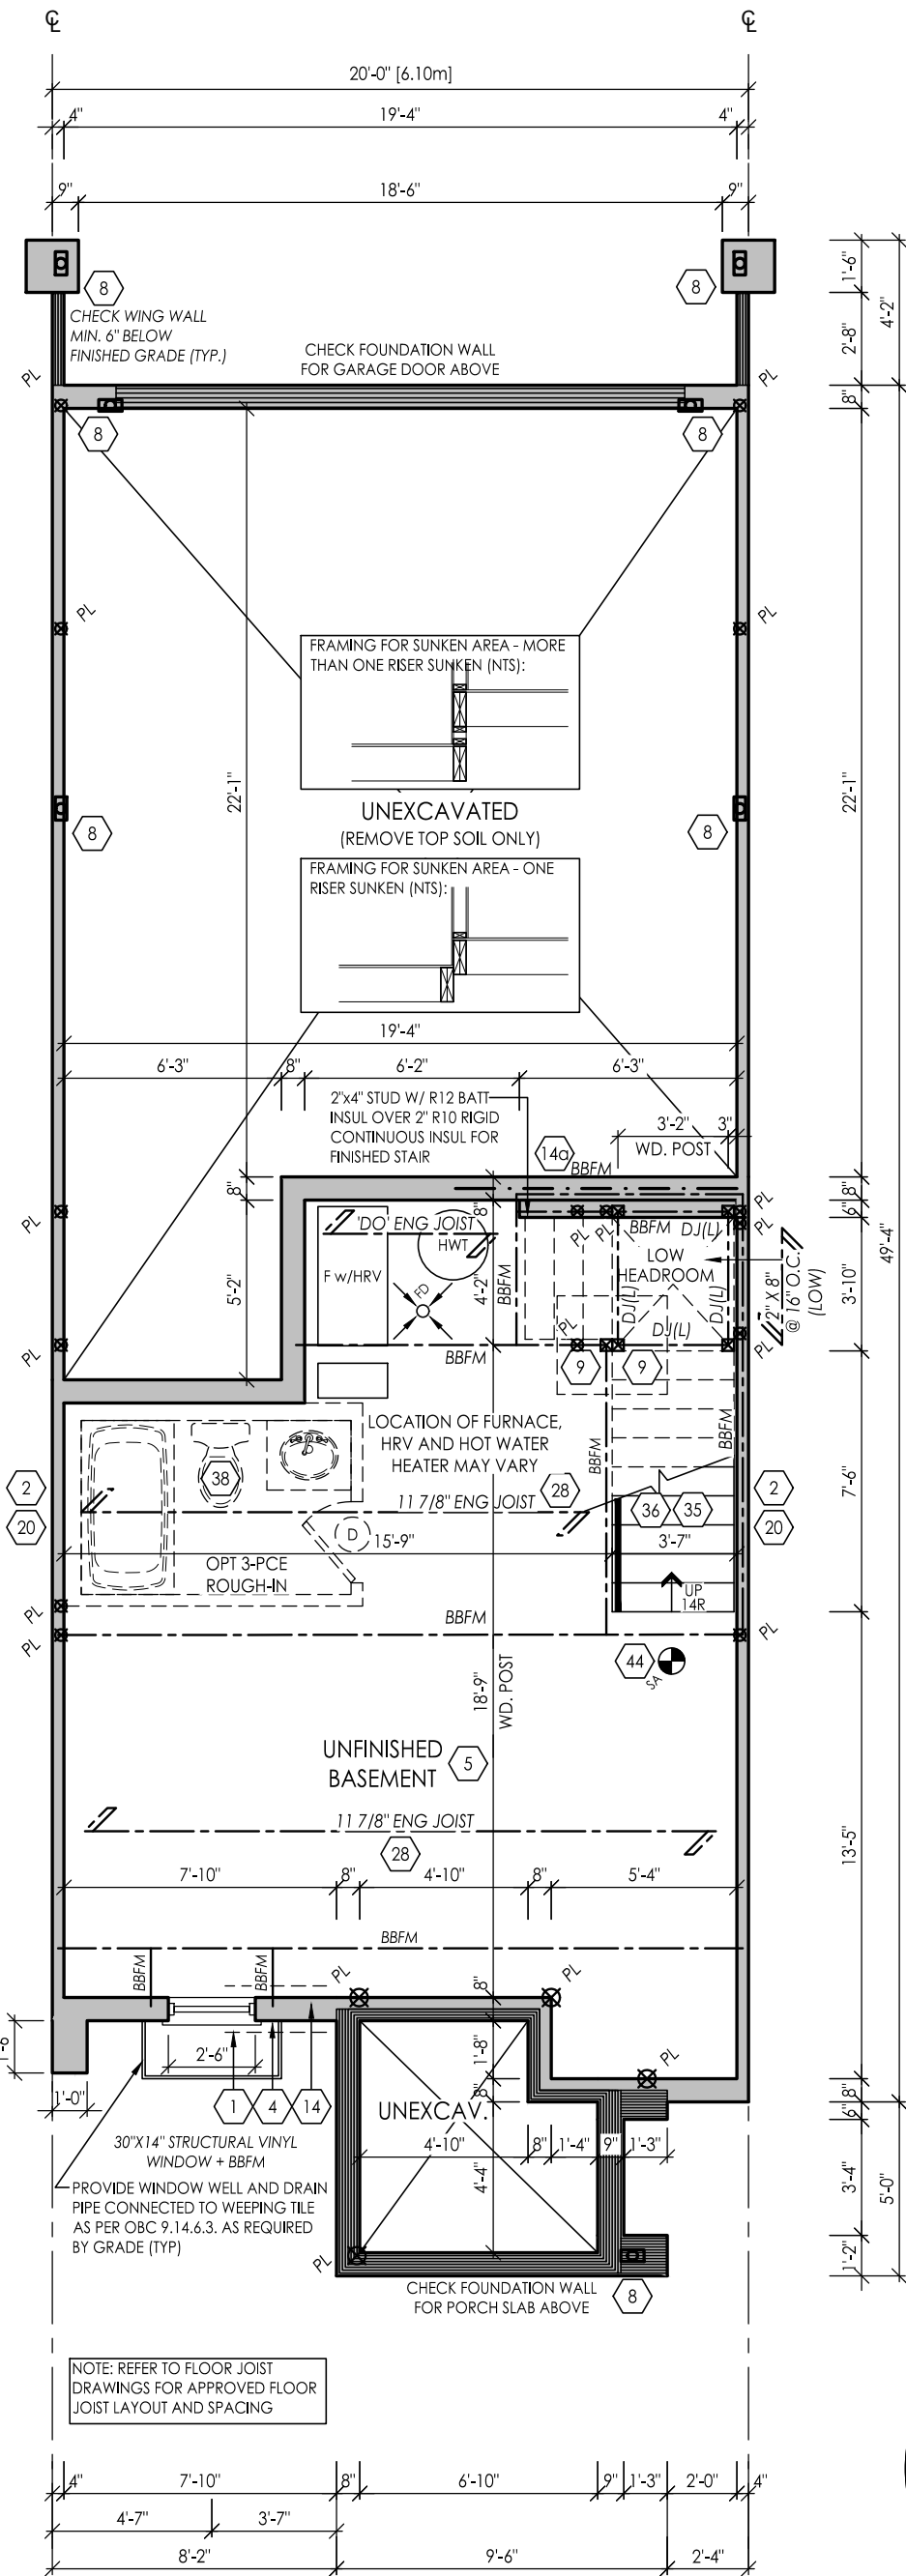 ℄ ℄
20'-0" [6.10m]
4" 19'-4" 4"
9" 18'-6" 9"
8 8
CHECK WING WALL
MIN. 6" BELOW
FINISHED GRADE (TYP.)
CHECK FOUNDATION WALL
FOR GARAGE DOOR ABOVE
1'-6"
4'-2"
2'-8"
PL PL
8"
8 8
PL PL
FRAMING FOR SUNKEN AREA - MORE
THAN ONE RISER SUNKEN (NTS):
22'-1" 22'-1"
UNEXCAVATED
(REMOVE TOP SOIL ONLY)
8 8
FRAMING FOR SUNKEN AREA - ONE
RISER SUNKEN (NTS):
19'-4"
6'-3" 8" 6'-2" 6'-3"
2"x4" STUD W/ R12 BATT
INSUL OVER 2" R10 RIGID
CONTINUOUS INSUL FOR
FINISHED STAIR
3'-2" 3"
WD. POST
14a
BBFM
8" 8" 8"
PL PL
6"
49'-4"
'DO' ENG JOIST
HWT
PL PL
BBFM DJ(L)
PL
LOW
HEADROOM
F w/HRV
FD
4'-2"
BBFM
DJ(L) DJ(L)
2" X 8"
@ 16" O.C.
(LOW)
3'-10"
5'-2"
DJ(L)
PL PL PL
BBFM
9 9
LOCATION OF FURNACE,
HRV AND HOT WATER
HEATER MAY VARY
BBFM BBFM
38
2 2
20 20
28
11 7/8" ENG JOIST
36 35
7'-6"
D
15'-9" 3'-7"
OPT 3-PCE
ROUGH-IN
UP
14R
PL
BBFM
PL PL
44
SA
18'-9"
WD. POST
UNFINISHED
BASEMENT
5
11 7/8" ENG JOIST
28
13'-5"
7'-10" 8" 4'-10" 8" 5'-4"
BBFM
BBFM BBFM
PL PL
8"
1'-6"
2'-6"
1'-8"
PL
1'-0"
1 4 14
8" 8"
UNEXCAV.
6"
30"X14" STRUCTURAL VINYL
WINDOW + BBFM
4'-10" 8" 1'-4" 9" 1'-3"
4'-4"
3'-4"
5'-0"
PROVIDE WINDOW WELL AND DRAIN
PIPE CONNECTED TO WEEPING TILE
AS PER OBC 9.14.6.3. AS REQUIRED
BY GRADE (TYP)
PL
1'-2"
CHECK FOUNDATION WALL
FOR PORCH SLAB ABOVE
8
NOTE: REFER TO FLOOR JOIST
DRAWINGS FOR APPROVED FLOOR
JOIST LAYOUT AND SPACING
4" 7'-10" 8" 6'-10" 9" 1'-3" 2'-0" 4"
4'-7" 3'-7"
8'-2" 9'-6" 2'-4"